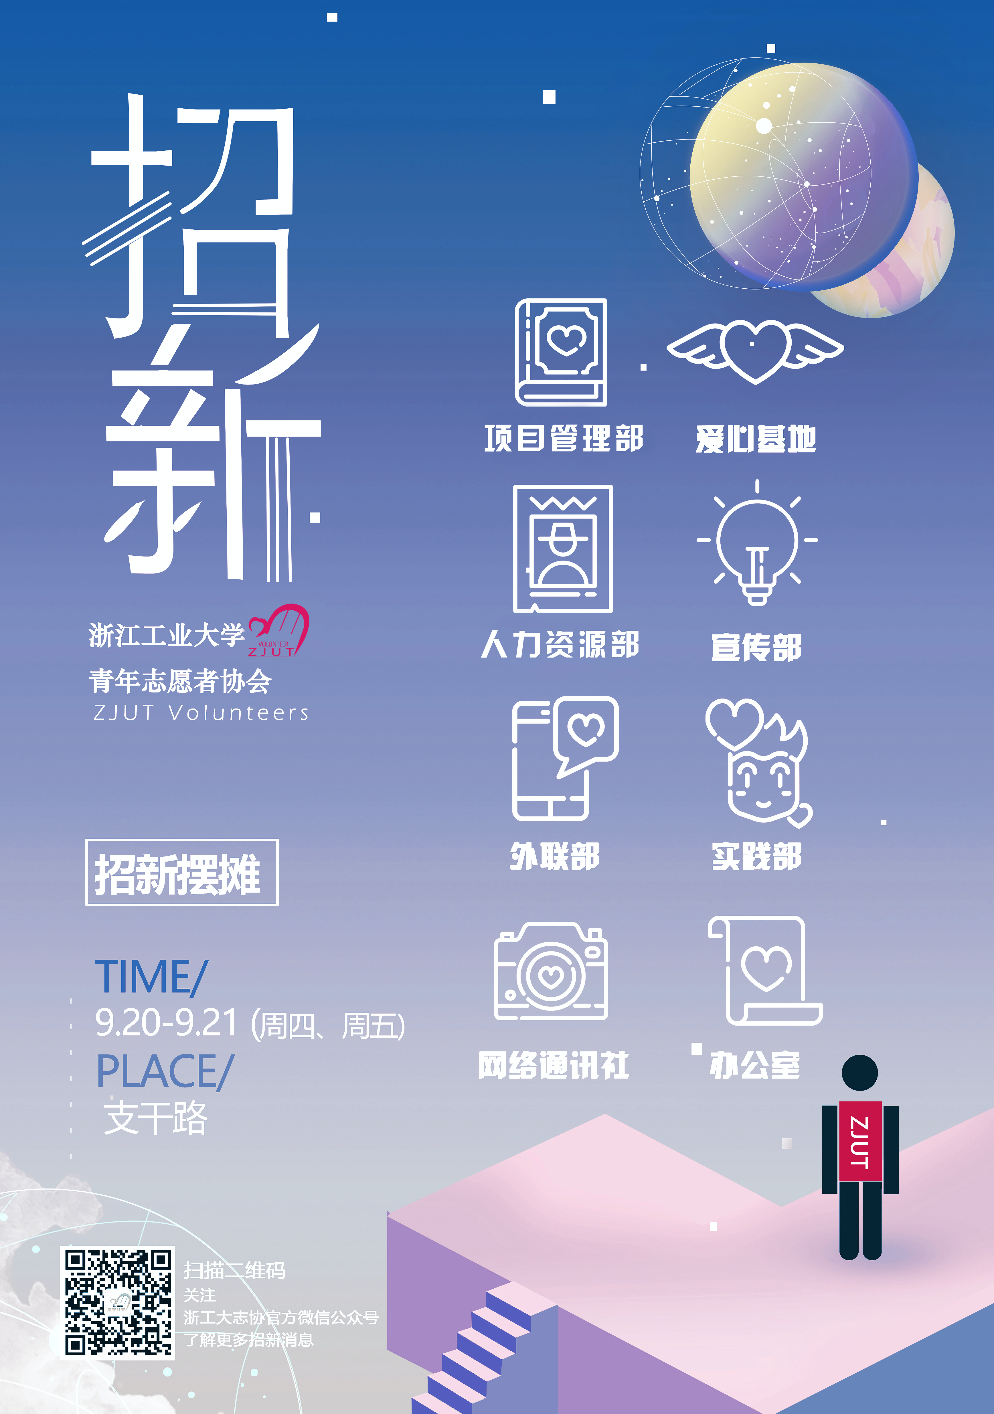 招新
浙江工业大学
VOLUNTEER
ZJUT
青年志愿者协会
ZJUT Volunteers
项目管理部
爱心基地
人力资源部
宣传部
外联部
实践部
网络通讯社
办公室
招新摆摊
TIME/
9.20-9.21 (周四、周五)
PLACE/
支干路
ZJUT
扫描二维码
关注
浙工大志协官方微信公众号
了解更多招新消息